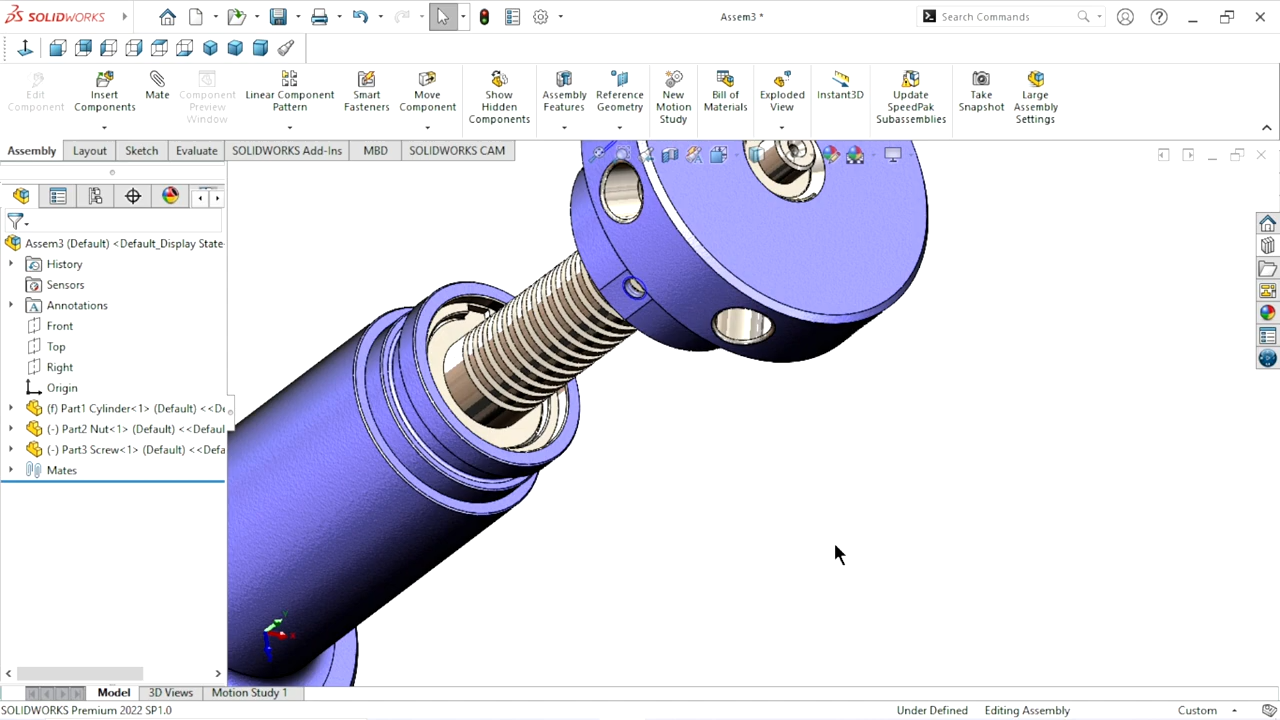 SOLIDWORKS
Assem3 *
Search Commands
Edit Component
Insert Components
Mate
Component Preview Window
Linear Component Pattern
Smart Fasteners
Move Component
Show Hidden Components
Assembly Features
Reference Geometry
New Motion Study
Bill of Materials
Exploded View
Instant3D
Update SpeedPak Subassemblies
Take Snapshot
Large Assembly Settings
Assembly
Layout
Sketch
Evaluate
SOLIDWORKS Add-Ins
MBD
SOLIDWORKS CAM
Assem3 (Default) <Default_Display State
History
Sensors
Annotations
Front
Top
Right
Origin
(f) Part1 Cylinder<1> (Default) <<De
(-) Part2 Nut<1> (Default) <<Defaul
(-) Part3 Screw<1> (Default) <<Defa
Mates
Model
3D Views
Motion Study 1
SOLIDWORKS Premium 2022 SP1.0
Under Defined
Editing Assembly
Custom